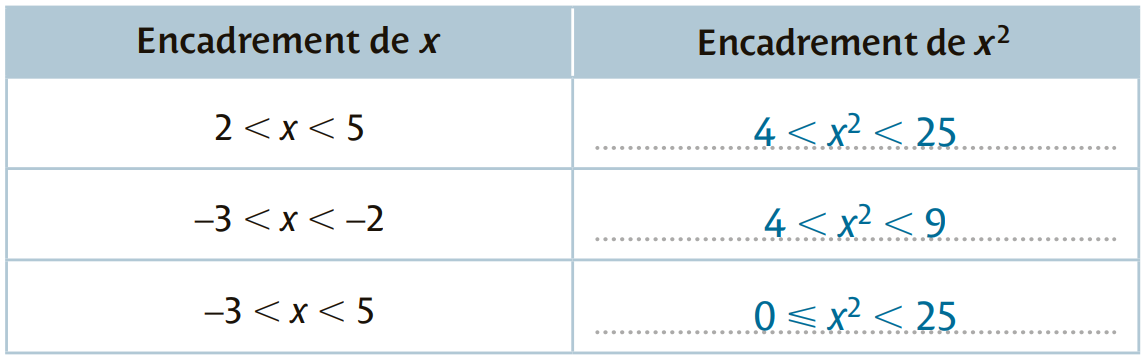 Encadrement de x Encadrement de x²
2 < x < 5 4 < x² < 25
–3 < x < –2 4 < x² < 9
–3 < x < 5 0 ⩽ x² < 25